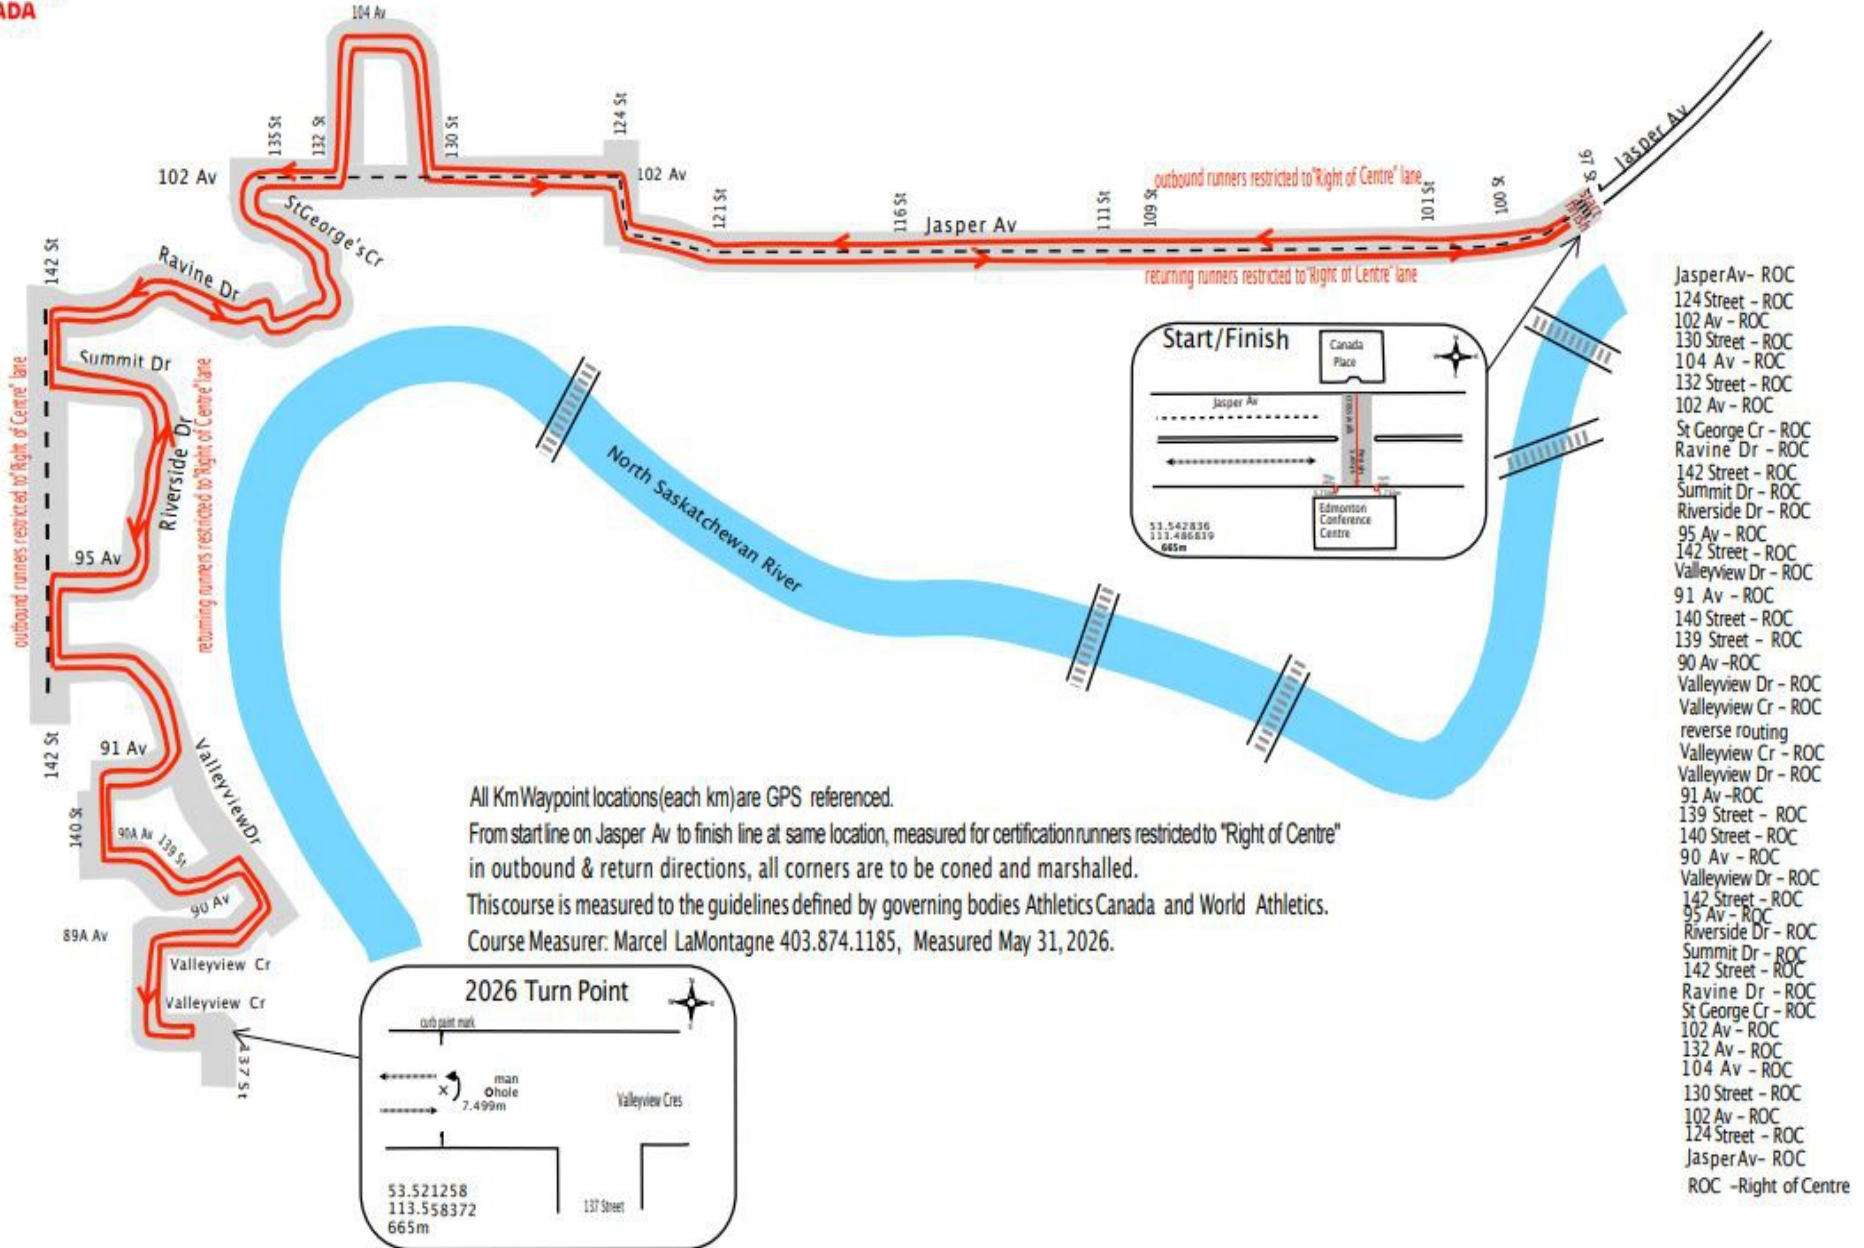 ADA
104 Av
135 St
132 St
130 St
124 St
102 Av
102 Av
StGeorge'sCr
121 St
116 St
Jasper Av
111 St
109 St
outbound runners restricted to "Right of Centre" lane
101 St
100 St
97 St
Jasper Av
returning runners restricted to "Right of Centre" lane
142 St
Ravine Dr
Summit Dr
Riverside Dr
outbound runners restricted to "Right of Centre" lane
returning runners restricted to "Right of Centre" lane
95 Av
142 St
91 Av
ValleyviewDr
140 St
90A Av
139 St
90 Av
89A Av
Valleyview Cr
Valleyview Cr
137 St
North Saskatchewan River
Start/Finish
Canada
Place
Jasper Av
Edmonton
Conference
Centre
53.542836
113.486839
665m
All Km Waypoint locations (each km) are GPS referenced.
From start line on Jasper Av to finish line at same location, measured for certification runners restricted to "Right of Centre"
in outbound & return directions, all corners are to be coned and marshalled.
This course is measured to the guidelines defined by governing bodies Athletics Canada and World Athletics.
Course Measurer: Marcel LaMontagne 403.874.1185, Measured May 31, 2026.
2026 Turn Point
curb paint mark
man
hole
7.499m
Valleyview Cres
137 Street
53.521258
113.558372
665m
Jasper Av- ROC
124 Street - ROC
102 Av - ROC
130 Street - ROC
104 Av - ROC
132 Street - ROC
102 Av - ROC
St George Cr - ROC
Ravine Dr - ROC
142 Street - ROC
Summit Dr - ROC
Riverside Dr - ROC
95 Av - ROC
142 Street - ROC
Valleyview Dr - ROC
91 Av - ROC
140 Street - ROC
139 Street - ROC
90 Av -ROC
Valleyview Dr - ROC
Valleyview Cr - ROC
reverse routing
Valleyview Cr - ROC
Valleyview Dr - ROC
91 Av -ROC
139 Street - ROC
140 Street - ROC
90 Av - ROC
Valleyview Dr - ROC
142 Street - ROC
95 Av - ROC
Riverside Dr - ROC
Summit Dr - ROC
142 Street - ROC
Ravine Dr - ROC
St George Cr - ROC
102 Av - ROC
132 Av - ROC
104 Av - ROC
130 Street - ROC
102 Av - ROC
124 Street - ROC
Jasper Av- ROC
ROC -Right of Centre